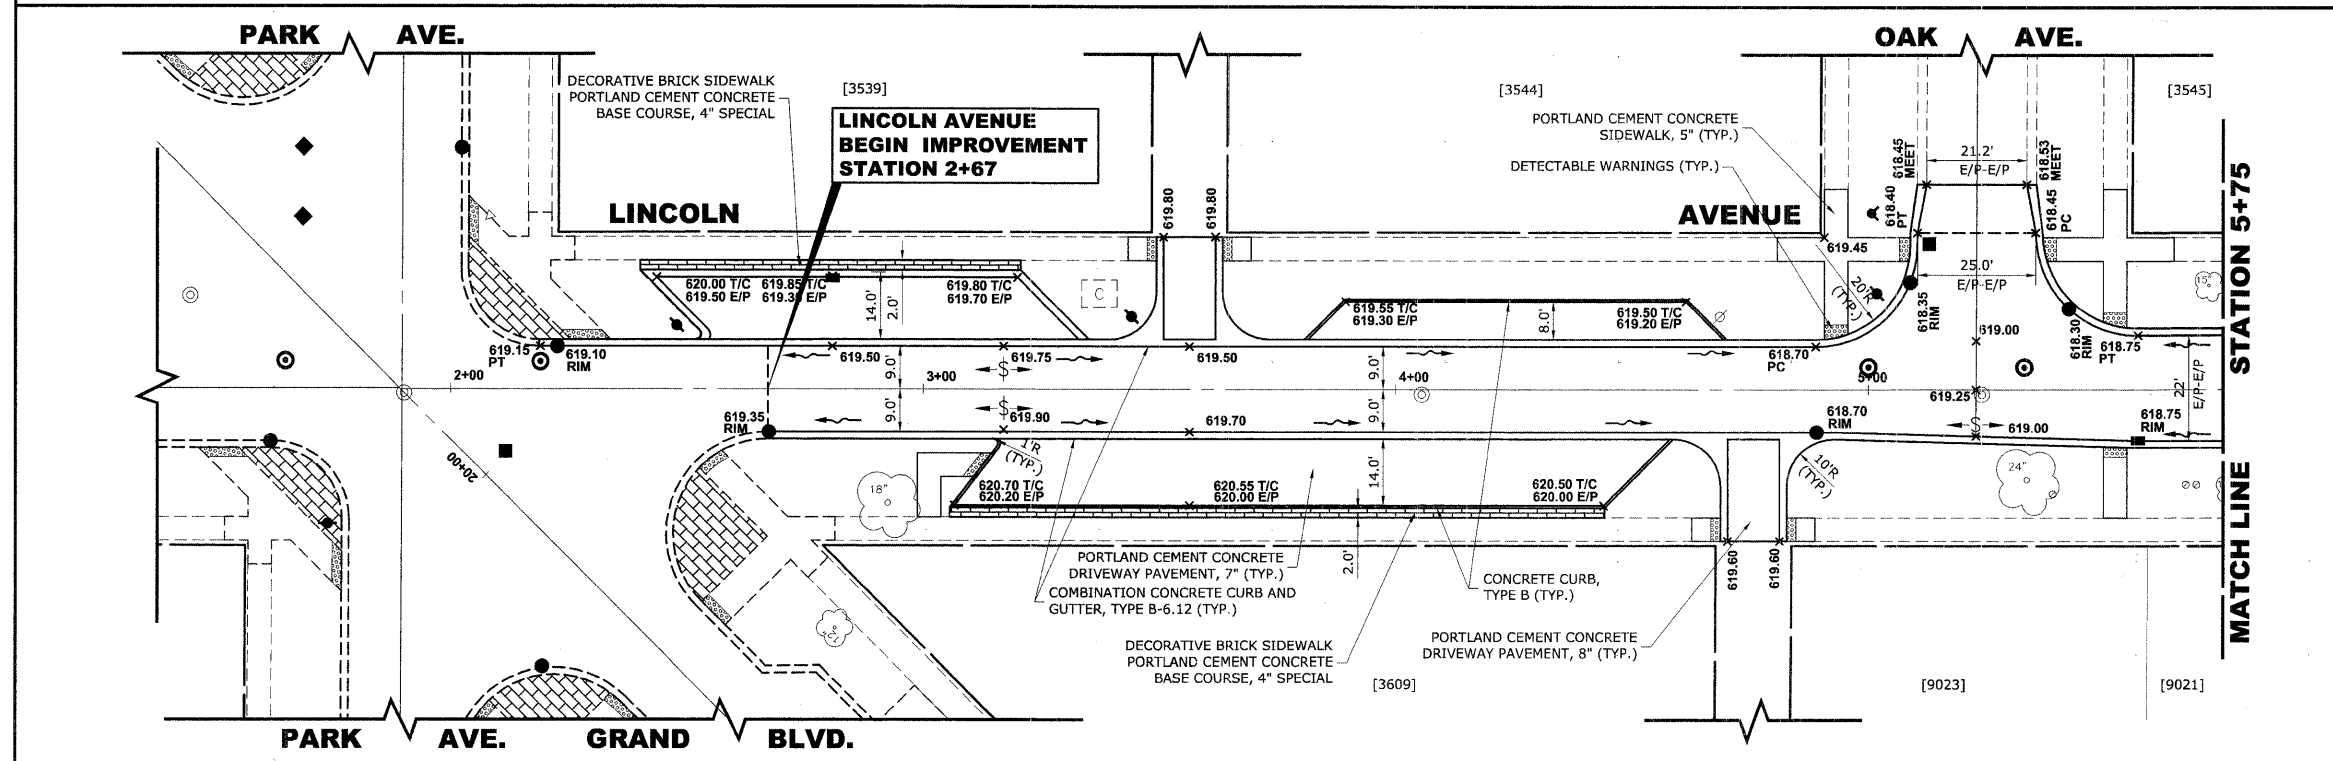 PARK AVE.
OAK AVE.
DECORATIVE BRICK SIDEWALK
PORTLAND CEMENT CONCRETE
BASE COURSE, 4" SPECIAL
[3539]
[3544]
[3545]
LINCOLN AVENUE
BEGIN IMPROVEMENT
STATION 2+67
PORTLAND CEMENT CONCRETE
SIDEWALK, 5" (TYP.)
DETECTABLE WARNINGS (TYP.)
618.45
MEET
21.2'
E/P-E/P
618.53
MEET
618.40
PT
618.45
PC
25.0'
E/P-E/P
LINCOLN
AVENUE
619.80
619.80
619.45
20'R
(TYP.)
618.35
RIM
15"
620.00 T/C
619.50 E/P
619.85 T/C
619.35 E/P
14.0'
2.0'
619.80 T/C
619.70 E/P
C
619.55 T/C
619.30 E/P
8.0'
619.50 T/C
619.20 E/P
619.00
618.30
RIM
618.75
PT
619.15
PT
619.10
RIM
619.50
619.75
619.50
618.70
PC
9.0'
9.0'
S
2+00
3+00
4+00
5+00
619.25
22'
E/P-E/P
9.0'
9.0'
S
619.35
RIM
619.90
619.70
618.70
RIM
S
619.00
618.75
RIM
20+00
1'R
(TYP.)
10'R
(TYP.)
18"
24"
14.0'
620.70 T/C
620.20 E/P
620.55 T/C
620.00 E/P
620.50 T/C
620.00 E/P
2.0'
619.60
619.60
PORTLAND CEMENT CONCRETE
DRIVEWAY PAVEMENT, 7" (TYP.)
COMBINATION CONCRETE CURB AND
GUTTER, TYPE B-6.12 (TYP.)
CONCRETE CURB,
TYPE B (TYP.)
DECORATIVE BRICK SIDEWALK
PORTLAND CEMENT CONCRETE
BASE COURSE, 4" SPECIAL
PORTLAND CEMENT CONCRETE
DRIVEWAY PAVEMENT, 8" (TYP.)
[3609]
[9023]
[9021]
PARK AVE.
GRAND BLVD.
MATCH LINE STATION 5+75